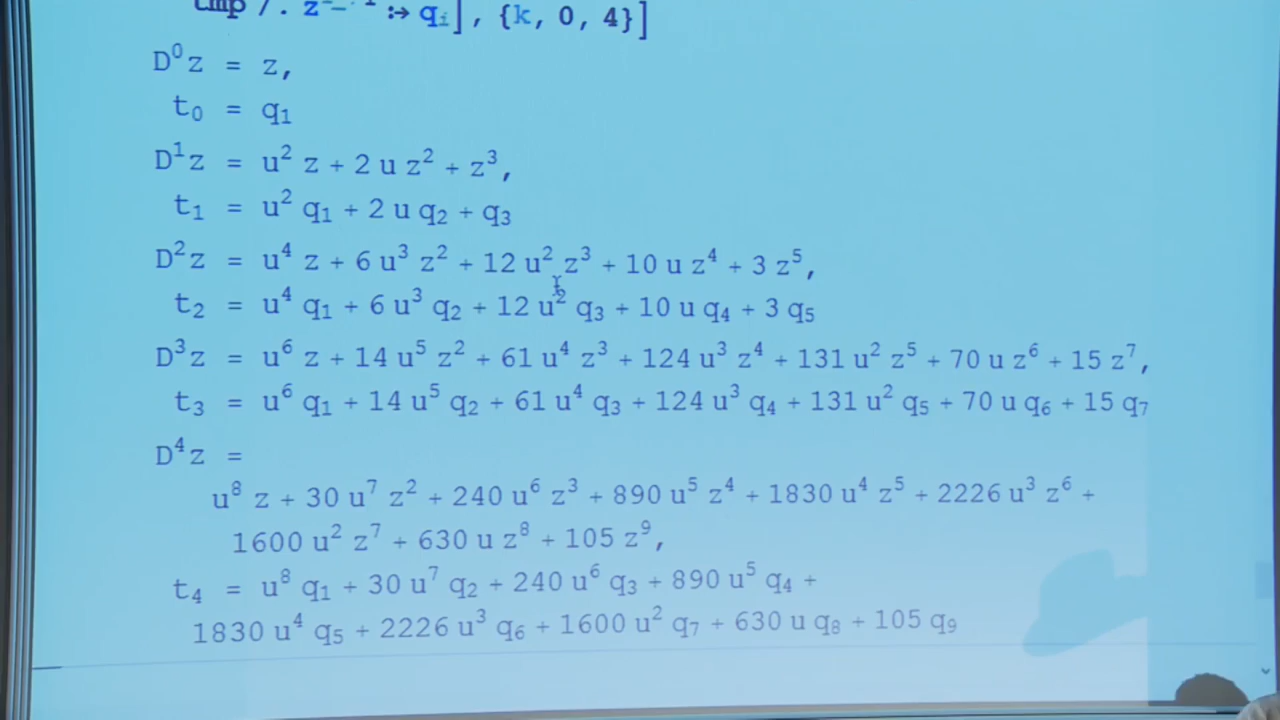 :→ qᵢ], {k, 0, 4}]
D⁰z = z,
t₀ = q₁
D¹z = u² z + 2 u z² + z³,
t₁ = u² q₁ + 2 u q₂ + q₃
D²z = u⁴ z + 6 u³ z² + 12 u² z³ + 10 u z⁴ + 3 z⁵,
t₂ = u⁴ q₁ + 6 u³ q₂ + 12 u² q₃ + 10 u q₄ + 3 q₅
D³z = u⁶ z + 14 u⁵ z² + 61 u⁴ z³ + 124 u³ z⁴ + 131 u² z⁵ + 70 u z⁶ + 15 z⁷,
t₃ = u⁶ q₁ + 14 u⁵ q₂ + 61 u⁴ q₃ + 124 u³ q₄ + 131 u² q₅ + 70 u q₆ + 15 q₇
D⁴z =
u⁸ z + 30 u⁷ z² + 240 u⁶ z³ + 890 u⁵ z⁴ + 1830 u⁴ z⁵ + 2226 u³ z⁶ +
1600 u² z⁷ + 630 u z⁸ + 105 z⁹,
t₄ = u⁸ q₁ + 30 u⁷ q₂ + 240 u⁶ q₃ + 890 u⁵ q₄ +
1830 u⁴ q₅ + 2226 u³ q₆ + 1600 u² q₇ + 630 u q₈ + 105 q₉